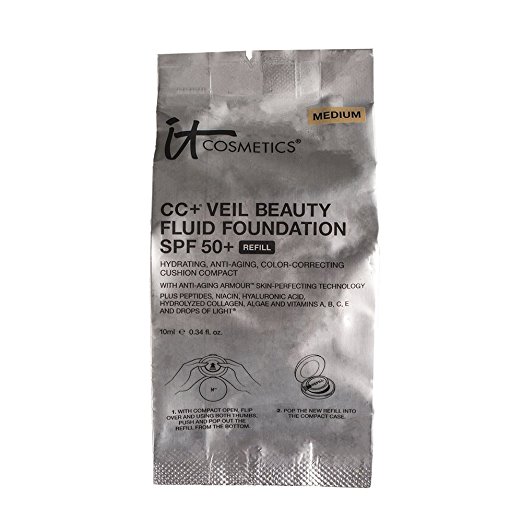 MEDIUM
it COSMETICS®
CC+® VEIL BEAUTY
FLUID FOUNDATION
SPF 50+ REFILL
HYDRATING, ANTI-AGING, COLOR-CORRECTING
CUSHION COMPACT
WITH ANTI-AGING ARMOUR™ SKIN-PERFECTING TECHNOLOGY
PLUS PEPTIDES, NIACIN, HYALURONIC ACID,
HYDROLYZED COLLAGEN, ALGAE AND VITAMINS A, B, C, E
AND DROPS OF LIGHT®
10ml ℮ 0.34 fl. oz.
1. WITH COMPACT OPEN, FLIP
OVER AND USING BOTH THUMBS,
PUSH AND POP OUT THE
REFILL FROM THE BOTTOM.
2. POP THE NEW REFILL INTO
THE COMPACT CASE.